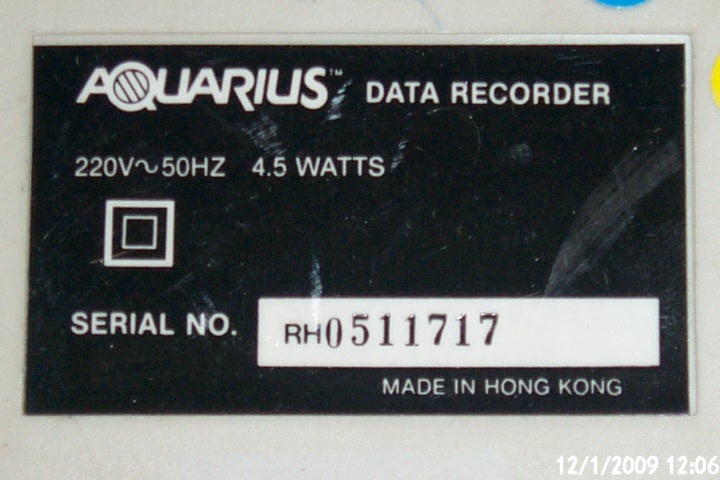 AQUARIUS™ DATA RECORDER
220V~50HZ 4.5 WATTS
SERIAL NO. RH0511717
MADE IN HONG KONG
12/1/2009 12:06